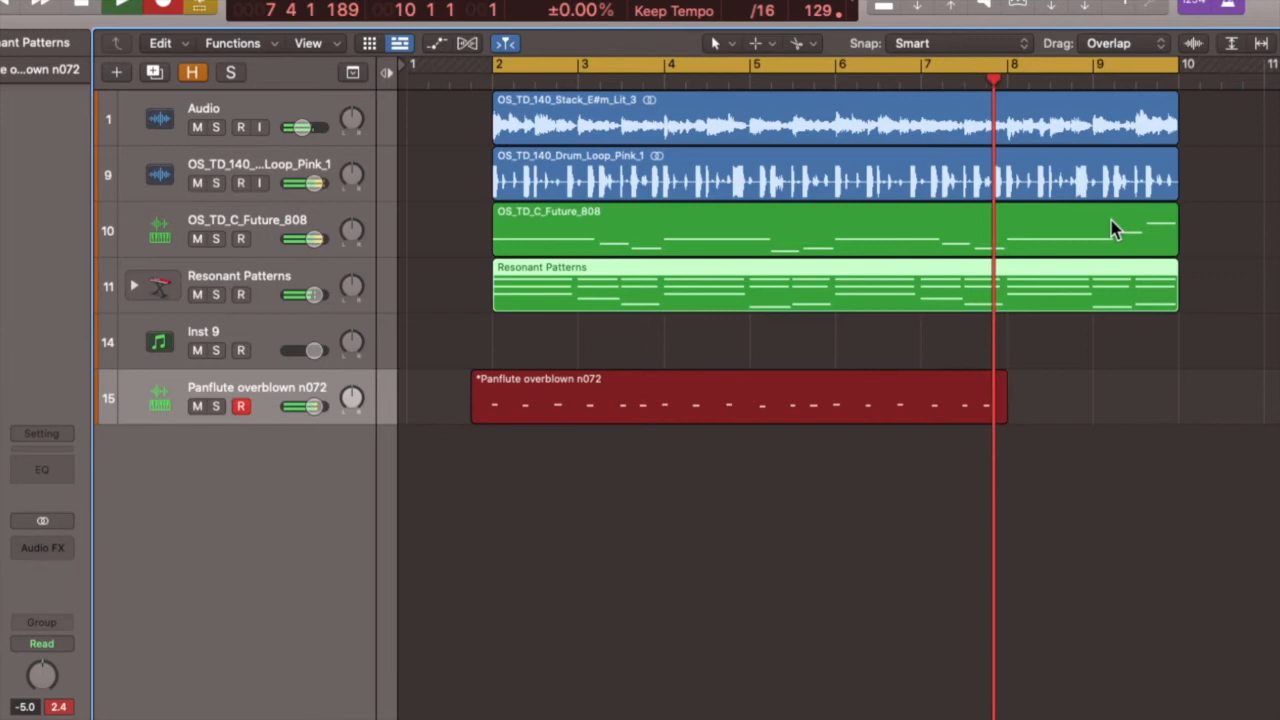 7 4 1 189 10 1 1 1 ±0.00% Keep Tempo /16 129
nant Patterns
e o...own n072
Edit Functions View Snap: Smart Drag: Overlap
H S
1 2 3 4 5 6 7 8 9 10 11
1 Audio
M S R I
9 OS_TD_140_...Loop_Pink_1
M S R I
10 OS_TD_C_Future_808
M S R
11 Resonant Patterns
M S R
14 Inst 9
M S R
15 Panflute overblown n072
M S R
OS_TD_140_Stack_E#m_Lit_3
OS_TD_140_Drum_Loop_Pink_1
OS_TD_C_Future_808
Resonant Patterns
*Panflute overblown n072
Setting
EQ
Audio FX
Group
Read
-5.0 2.4